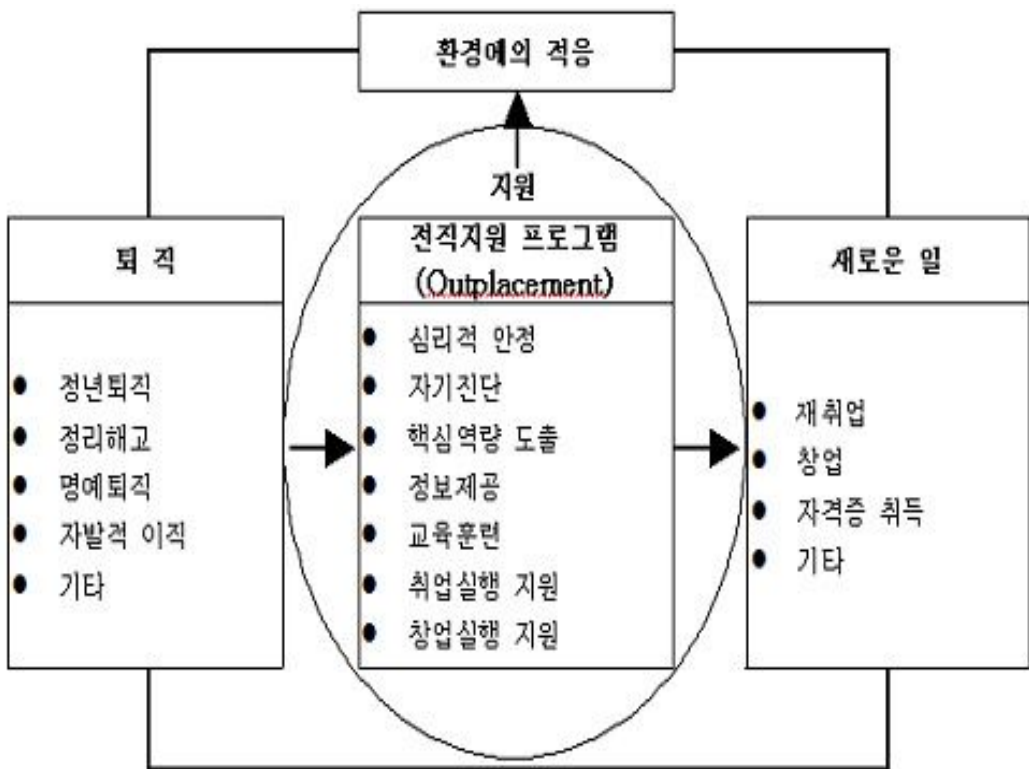 환경에의 적응
지원
퇴 직
정년퇴직
정리해고
명예퇴직
자발적 이직
기타
전직지원 프로그램
(Outplacement)
심리적 안정
자기진단
핵심역량 도출
정보제공
교육훈련
취업실행 지원
창업실행 지원
새로운 일
재취업
창업
자격증 취득
기타